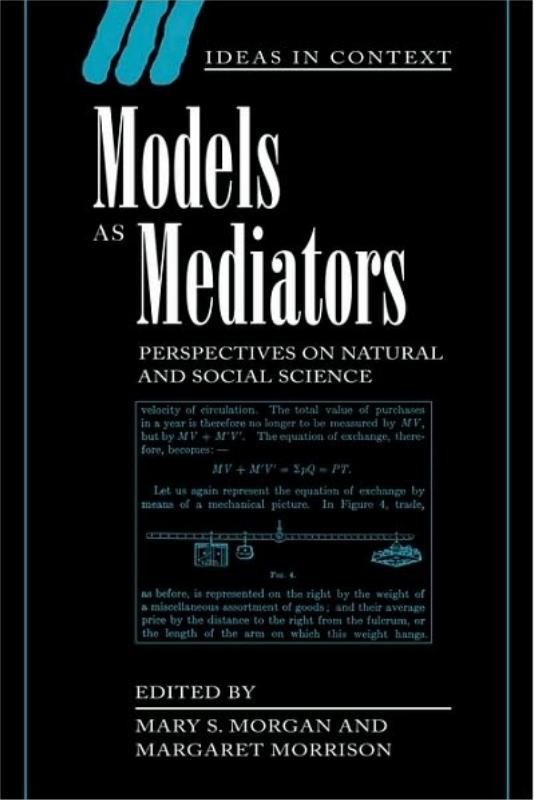 IDEAS IN CONTEXT
Models
AS
Mediators
PERSPECTIVES ON NATURAL
AND SOCIAL SCIENCE
velocity of circulation. The total value of purchases
in a year is therefore no longer to be measured by MV,
but by MV + M'V'. The equation of exchange, there-
fore, becomes: —
MV + M'V' = ΣpQ = PT.
Let us again represent the equation of exchange by
means of a mechanical picture. In Figure 4, trade,
FIG. 4.
as before, is represented on the right by the weight of
a miscellaneous assortment of goods; and their average
price by the distance to the right from the fulcrum, or
the length of the arm on which this weight hangs.
EDITED BY
MARY S. MORGAN AND
MARGARET MORRISON